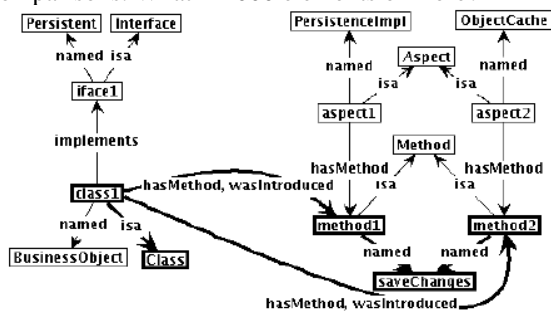 Persistent Interface PersistenceImpl ObjectCache
named isa named Aspect named
isa isa
iface1 aspect1 aspect2
implements Method
hasMethod hasMethod
class1 hasMethod, wasIntroduced isa isa
named isa method1 method2
BusinessObject Class named named
saveChanges
hasMethod, wasIntroduced